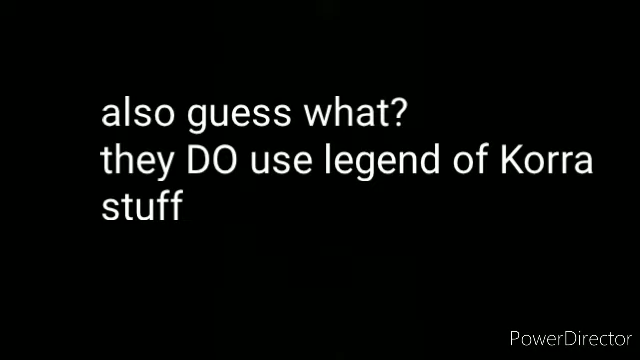 also guess what?
they DO use legend of Korra
stuff
PowerDirector